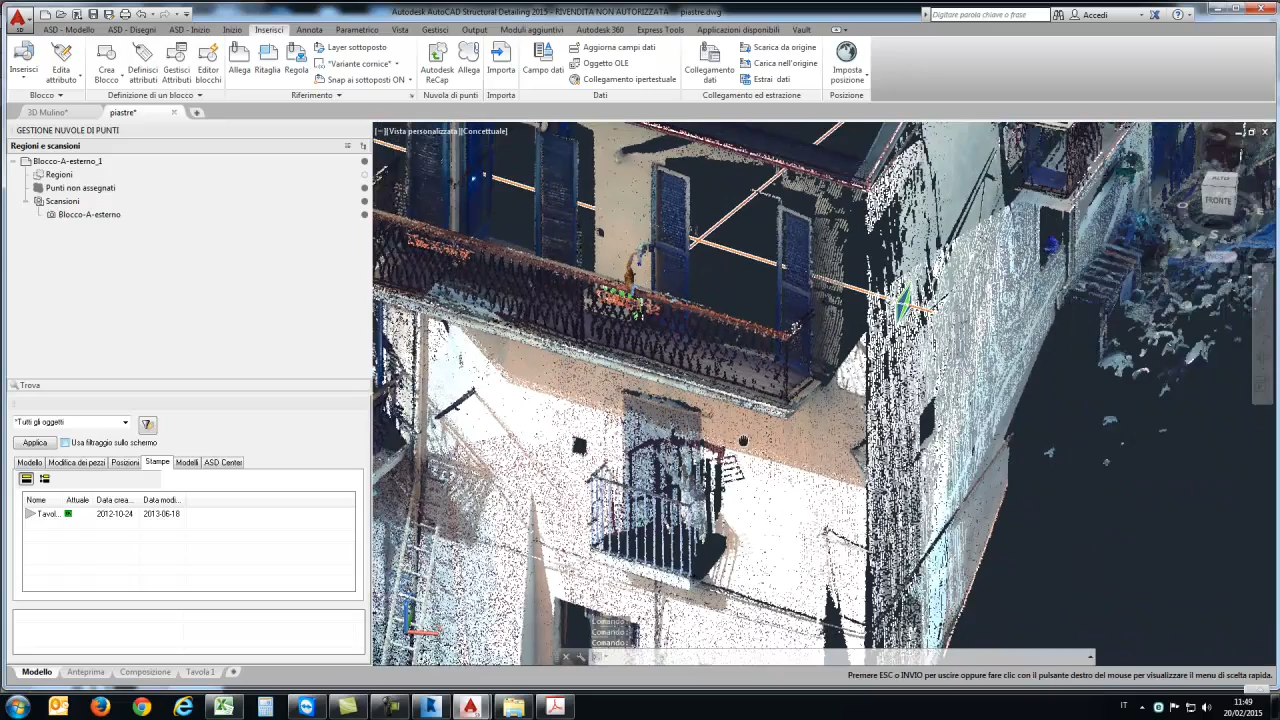 Autodesk AutoCAD Structural Detailing 2015 - RIVENDITA NON AUTORIZZATA piastre.dwg
Digitare parola chiave o frase
Accedi
ASD - Modello ASD - Disegni ASD - Inizio Inizio Inserisci Annota Parametrico Vista Gestisci Output Moduli aggiuntivi Autodesk 360 Express Tools Applicazioni disponibili Vault
Inserisci
Edita attributo
Crea Blocco
Definisci attributi
Gestisci Attributi
Editor blocchi
Allega
Ritaglia
Regola
Layer sottoposto
*Variante cornice*
Snap ai sottoposti ON
Autodesk ReCap
Allega
Importa
Campo dati
Aggiorna campi dati
Oggetto OLE
Collegamento ipertestuale
Collegamento dati
Scarica da origine
Carica nell'origine
Estrai dati
Imposta posizione
Blocco Definizione di un blocco Riferimento Nuvola di punti Importa Dati Collegamento ed estrazione Posizione
3D Mulino* piastre*
GESTIONE NUVOLE DI PUNTI
Regioni e scansioni
Blocco-A-esterno_1
Regioni
Punti non assegnati
Scansioni
Blocco-A-esterno
Trova
*Tutti gli oggetti
Applica Usa filtraggio sullo schermo
Modello Modifica dei pezzi Posizioni Stampe Modelli ASD Center
Nome Attuale Data crea... Data modi...
Tavol... 2012-10-24 2013-06-18
[−][Vista personalizzata][Concettuale]
ALTO
FRONTE
S
E
Comando:
Comando:
Comando:
Modello Anteprima Composizione Tavola 1
Premere ESC o INVIO per uscire oppure fare clic con il pulsante destro del mouse per visualizzare il menu di scelta rapida.
IT
11:49
20/02/2015